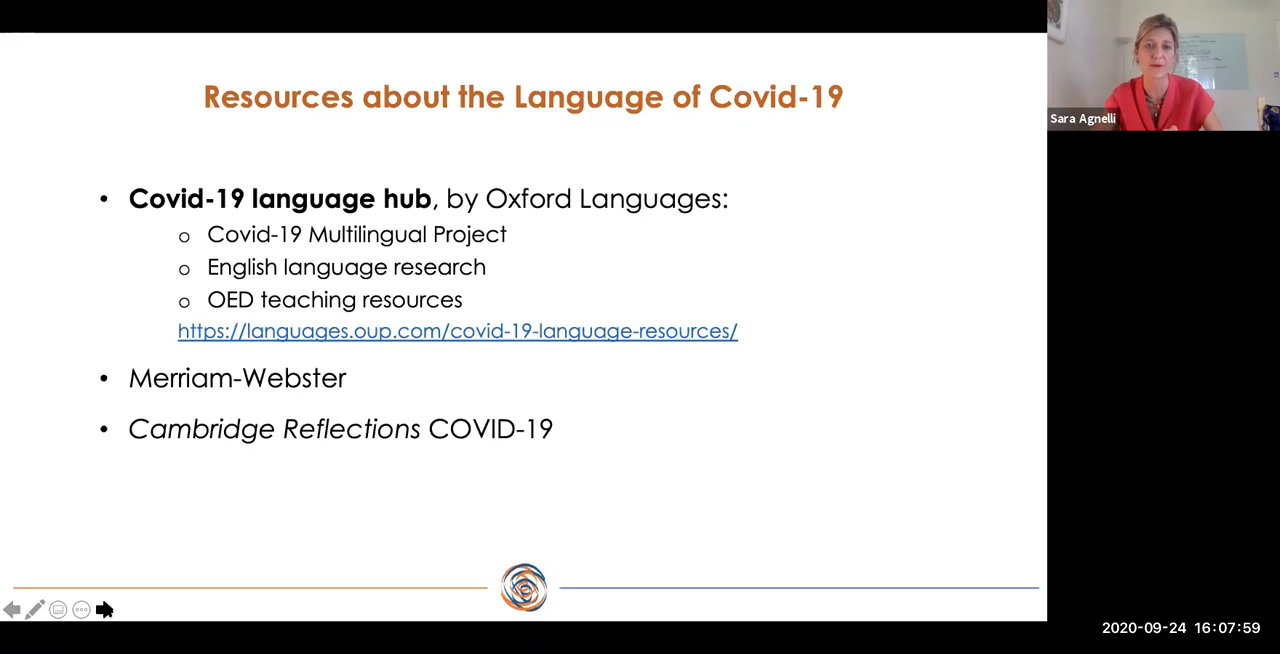 Resources about the Language of Covid-19
Sara Agnelli
• Covid-19 language hub, by Oxford Languages:
o Covid-19 Multilingual Project
o English language research
o OED teaching resources
https://languages.oup.com/covid-19-language-resources/
• Merriam-Webster
• Cambridge Reflections COVID-19
2020-09-24 16:07:59